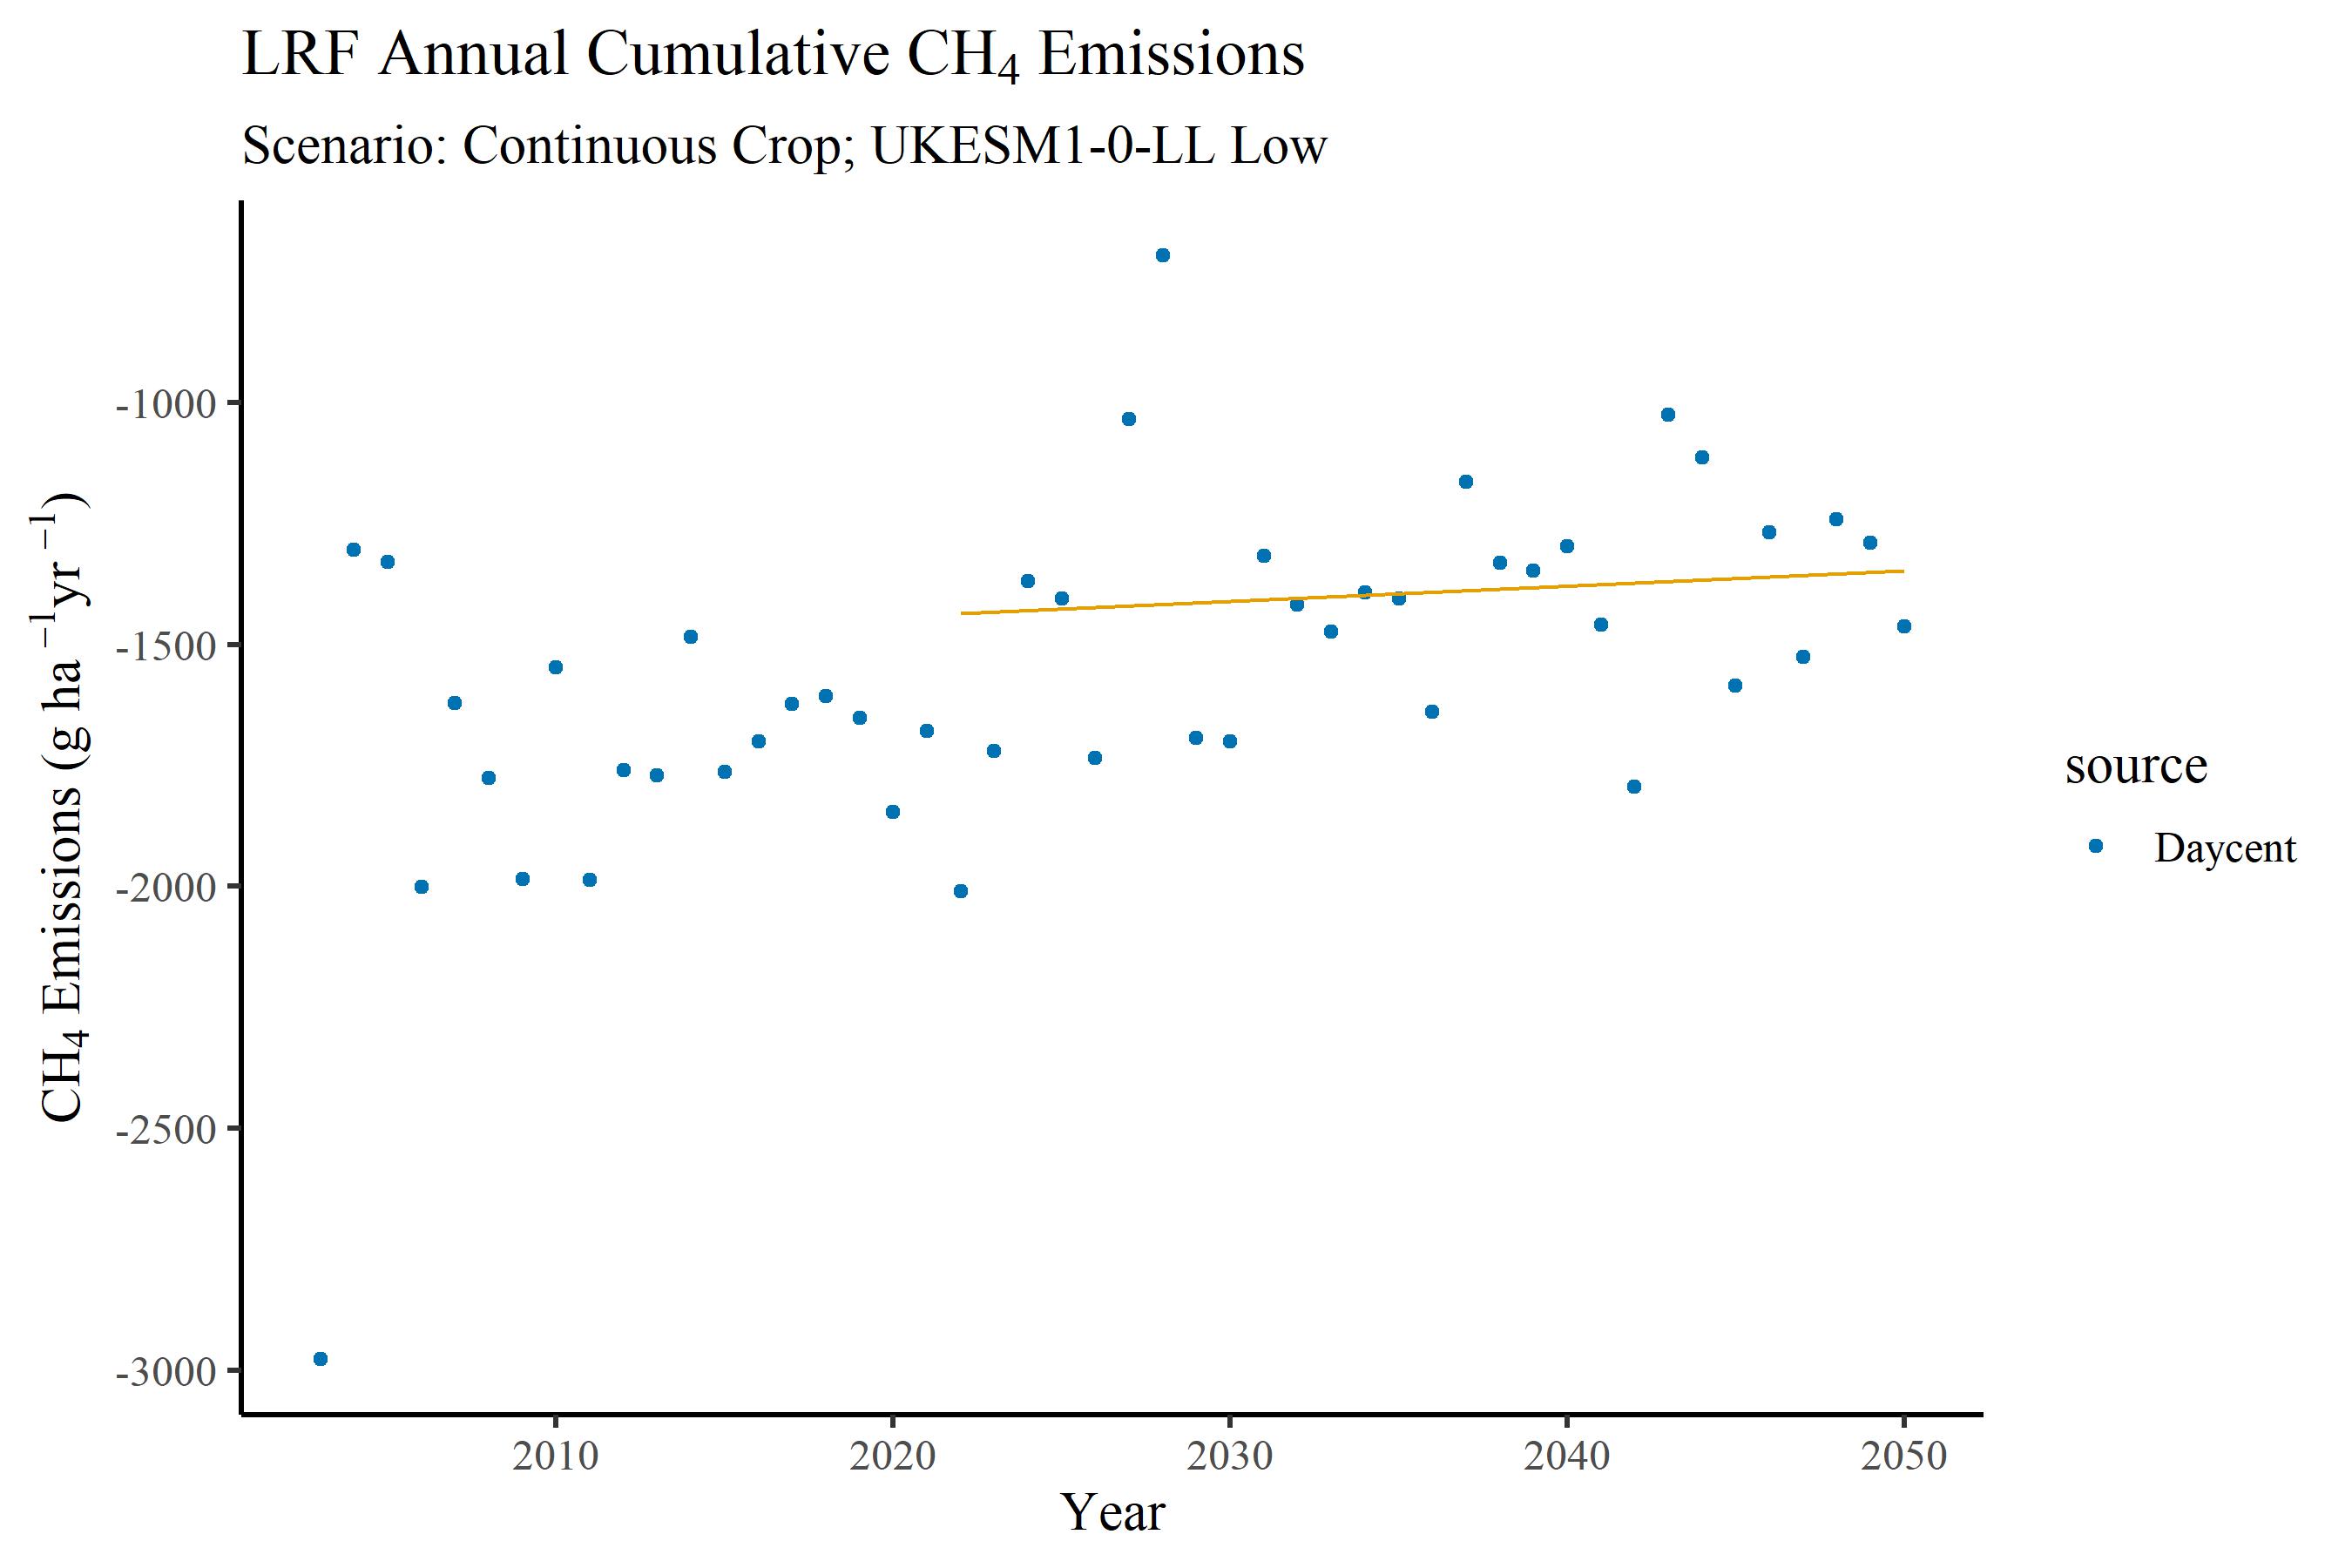 LRF Annual Cumulative CH₄ Emissions
Scenario: Continuous Crop; UKESM1-0-LL Low
CH₄ Emissions (g ha⁻¹yr⁻¹)
-1000
-1500
-2000
-2500
-3000
2010 2020 2030 2040 2050
Year
source
Daycent